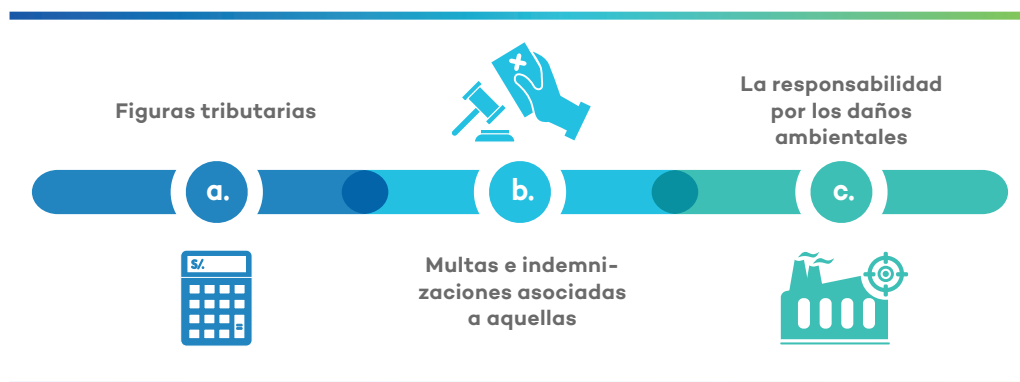 Figuras tributarias
a.
S/.
b.
Multas e indemni-
zaciones asociadas
a aquellas
La responsabilidad
por los daños
ambientales
c.